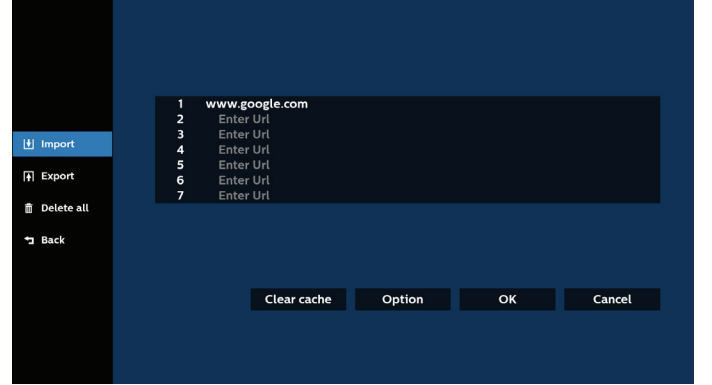 Import
Export
Delete all
Back
1 www.google.com
2 Enter Url
3 Enter Url
4 Enter Url
5 Enter Url
6 Enter Url
7 Enter Url
Clear cache Option OK Cancel